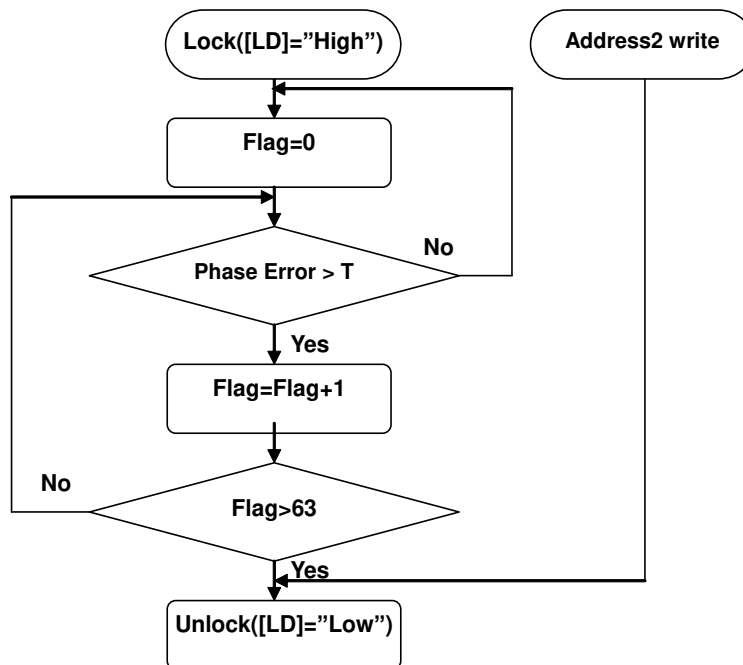 Lock([LD]=”High”)
Address2 write
Flag=0
No
Phase Error > T
Yes
Flag=Flag+1
No
Flag>63
Yes
Unlock([LD]=”Low”)